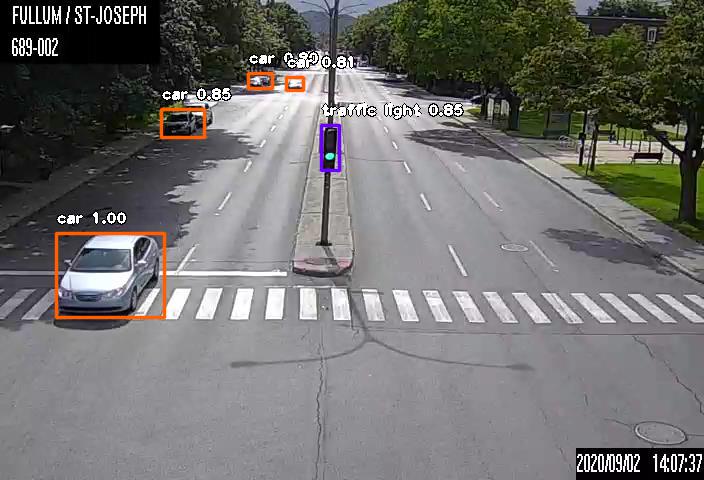 FULLUM / ST-JOSEPH
689-002
car 0.81
car 0.85
traffic light 0.85
car 1.00
2020/09/02 14:07:37